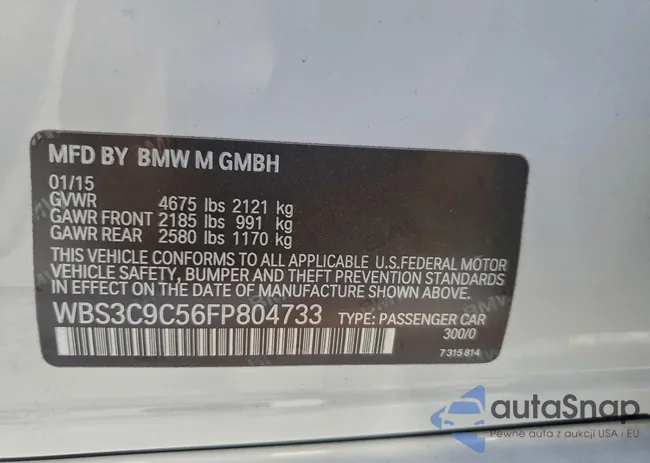 MFD BY BMW M GMBH
01/15
GVWR 4675 lbs 2121 kg
GAWR FRONT 2185 lbs 991 kg
GAWR REAR 2580 lbs 1170 kg
THIS VEHICLE CONFORMS TO ALL APPLICABLE U.S.FEDERAL MOTOR
VEHICLE SAFETY, BUMPER AND THEFT PREVENTION STANDARDS
IN EFFECT ON THE DATE OF MANUFACTURE SHOWN ABOVE.
WBS3C9C56FP804733 TYPE: PASSENGER CAR
300/0
7 315 814
autoSnap
Pewne auta z aukcji USA i EU